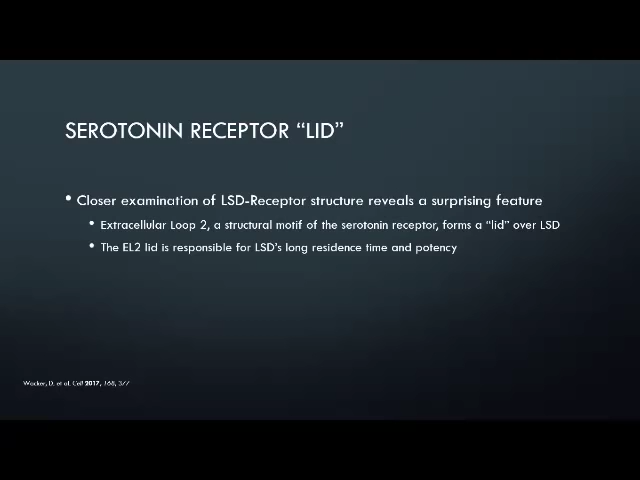 SEROTONIN RECEPTOR “LID”
• Closer examination of LSD-Receptor structure reveals a surprising feature
• Extracellular Loop 2, a structural motif of the serotonin receptor, forms a “lid” over LSD
• The EL2 lid is responsible for LSD’s long residence time and potency
Wacker, D. et al. Cell 2017, 168, 377